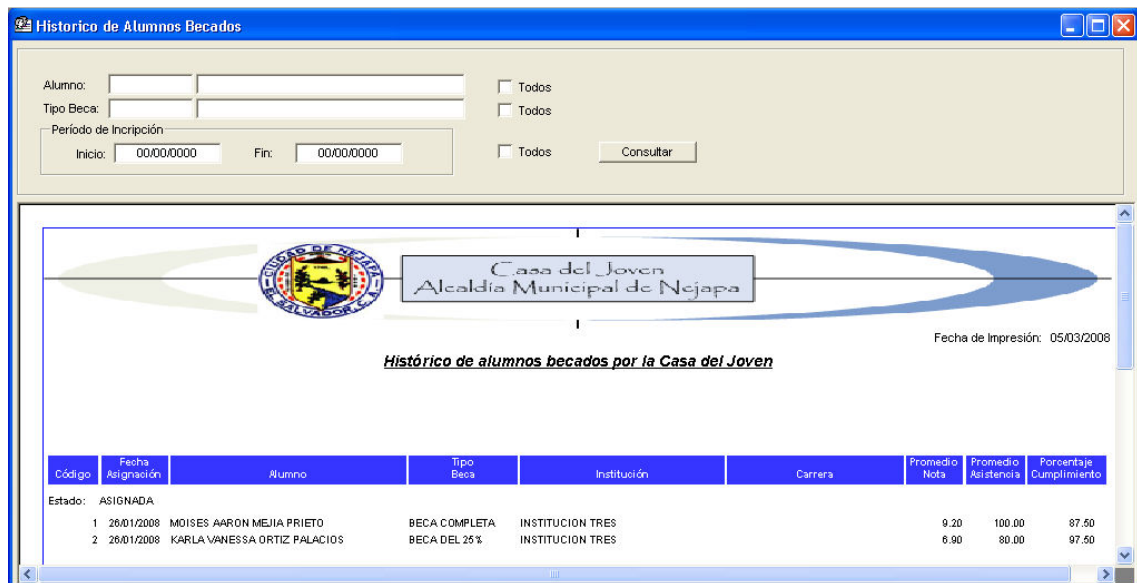 Historico de Alumnos Becados
Alumno: Todos
Tipo Beca: Todos
Período de Incripción
Inicio: 00/00/0000 Fin: 00/00/0000 Todos Consultar
CIUDAD DE NEJAPA
EL SALVADOR, C. A.
Casa del Joven
Alcaldía Municipal de Nejapa
Fecha de Impresión: 05/03/2008
Histórico de alumnos becados por la Casa del Joven
Código Fecha Asignación Alumno Tipo Beca Institución Carrera Promedio Nota Promedio Asistencia Porcentaje Cumplimiento
Estado: ASIGNADA
1 26/01/2008 MOISES AARON MEJIA PRIETO BECA COMPLETA INSTITUCION TRES 9.20 100.00 87.50
2 26/01/2008 KARLA VANESSA ORTIZ PALACIOS BECA DEL 25% INSTITUCION TRES 6.90 80.00 97.50